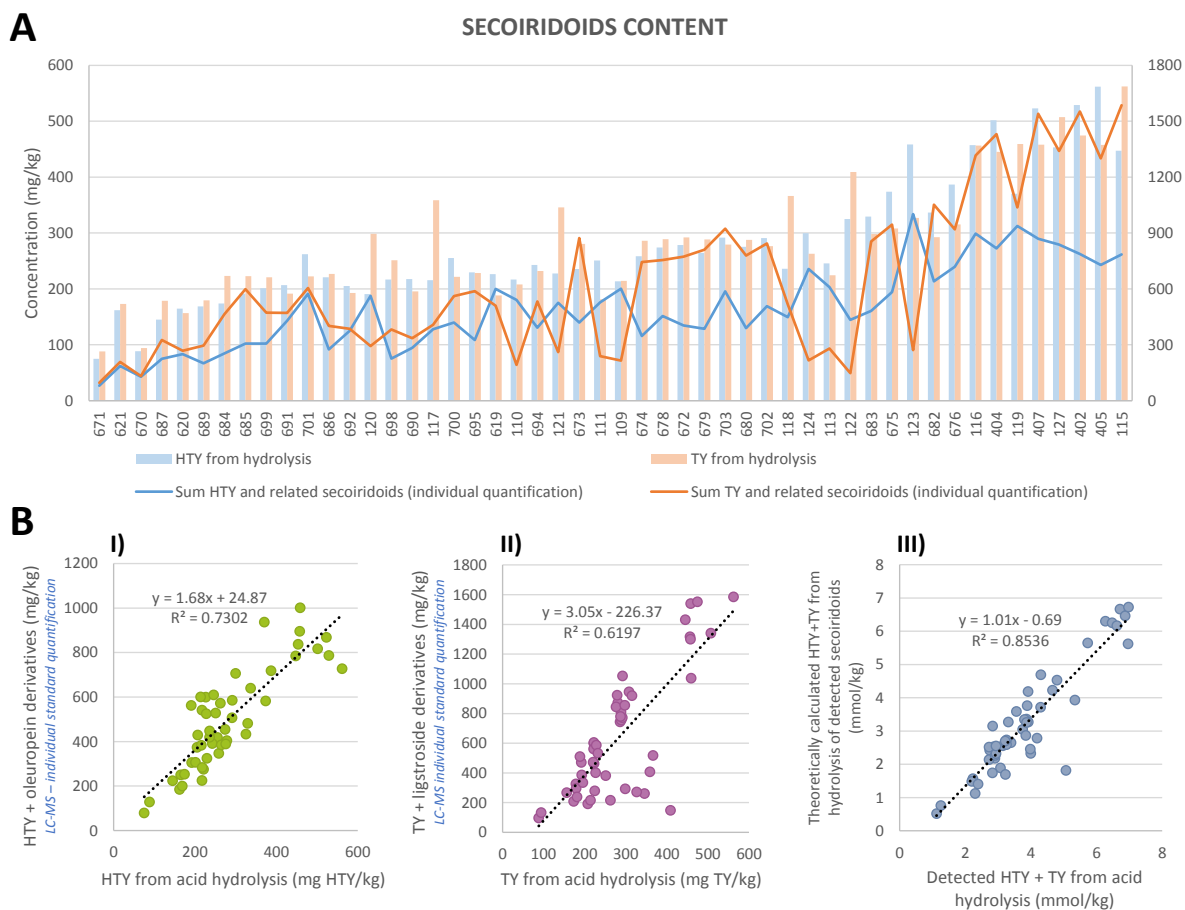 A
SECOIRIDOIDS CONTENT
Concentration (mg/kg)
600
500
400
300
200
100
0
1800
1500
1200
900
600
300
0
671 621 670 687 620 689 684 685 699 691 701 686 692 120 698 690 117 700 695 619 110 694 121 673 111 109 674 678 672 679 703 680 702 118 124 113 122 683 675 123 682 676 116 404 119 407 127 402 405 115
HTY from hydrolysis
TY from hydrolysis
Sum HTY and related secoiridoids (individual quantification)
Sum TY and related secoiridoids (individual quantification)
B
I)
HTY + oleuropein derivatives (mg/kg)
LC-MS – individual standard quantification
1200
1000
800
600
400
200
0
y = 1.68x + 24.87
R² = 0.7302
0 200 400 600
HTY from acid hydrolysis (mg HTY/kg)
II)
TY + ligstroside derivatives (mg/kg)
LC-MS individual standard quantification
1800
1600
1400
1200
1000
800
600
400
200
0
y = 3.05x - 226.37
R² = 0.6197
0 100 200 300 400 500 600
TY from acid hydrolysis (mg TY/kg)
III)
Theoretically calculated HTY+TY from
hydrolysis of detected secoiridoids
(mmol/kg)
8
7
6
5
4
3
2
1
0
y = 1.01x - 0.69
R² = 0.8536
0 2 4 6 8
Detected HTY + TY from acid
hydrolysis (mmol/kg)